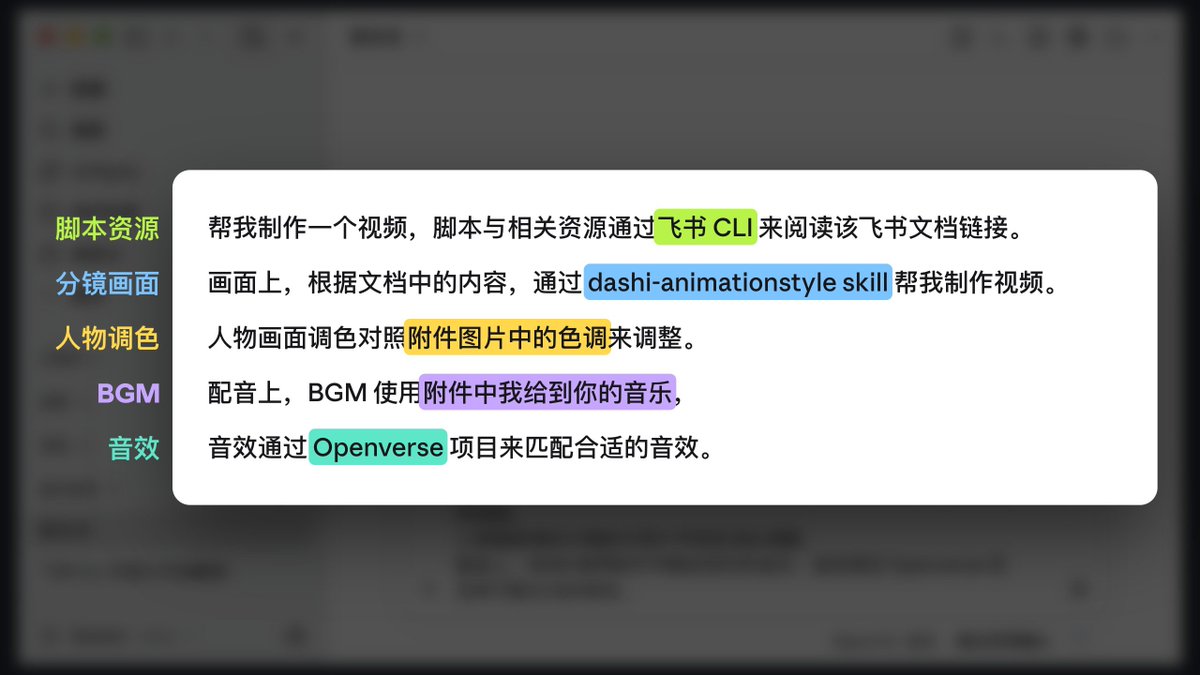 脚本资源 帮我制作一个视频，脚本与相关资源通过飞书 CLI 来阅读该飞书文档链接。
分镜画面 画面上，根据文档中的内容，通过 dashi-animationstyle skill 帮我制作视频。
人物调色 人物画面调色对照附件图片中的色调来调整。
BGM 配音上，BGM 使用附件中我给到你的音乐，
音效 音效通过 Openverse 项目来匹配合适的音效。